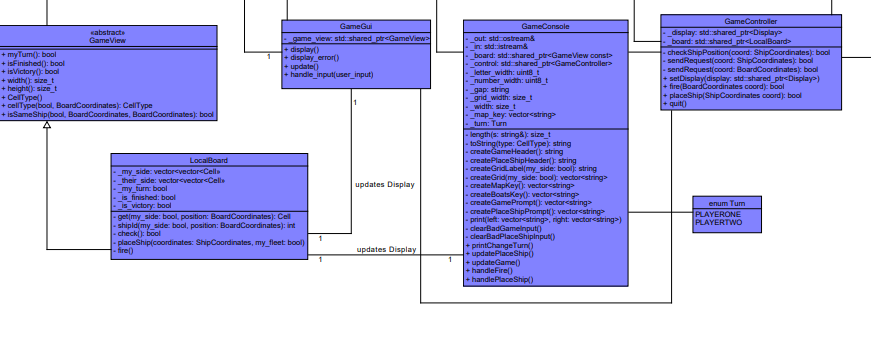 «abstract»
GameView
+ myTurn(): bool
+ isFinished(): bool
+ isVictory(): bool
+ width(): size_t
+ height(): size_t
+ CellType()
+ cellType(bool, BoardCoordinates): CellType
+ isSameShip(bool, BoardCoordinates, BoardCoordinates): bool
GameGui
- _game_view: std::shared_ptr<GameView>
+ display()
+ display_error()
+ update()
+ handle_input(user_input)
1
1
GameConsole
- _out: std::ostream&
- _in: std::istream&
- _board: std::shared_ptr<GameView const>
- _control: std::shared_ptr<GameController>
- _letter_width: uint8_t
- _number_width: uint8_t
- _gap: string
- _grid_width: size_t
- _width: size_t
- _map_key: vector<string>
- _turn: Turn
- length(s: string&): size_t
- toString(type: CellType): string
- createGameHeader(): string
- createPlaceShipHeader(): string
- createGridLabel(my_side: bool): string
- createGrid(my_side: bool): vector<string>
- createMapKey(): vector<string>
- createBoatsKey(): vector<string>
- createGamePrompt(): vector<string>
- createPlaceShipPrompt(): vector<string>
- print(left: vector<string>, right: vector<string>)
- clearBadGameInput()
- clearBadPlaceShipInput()
+ printChangeTurn()
+ updatePlaceShip()
+ updateGame()
+ handleFire()
+ handlePlaceShip()
GameController
- _display: std::shared_ptr<Display>
- _board: std::shared_ptr<LocalBoard>
- checkShipPosition(coord: ShipCoordinates): bool
- sendRequest(coord: ShipCoordinates): bool
- sendRequest(coord: BoardCoordinates): bool
+ setDisplay(display: std::shared_ptr<Display>)
+ fire(BoardCoordinates coord): bool
+ placeShip(ShipCoordinates coord): bool
+ quit()
LocalBoard
- _my_side: vector<vector<Cell»
- _their_side: vector<vector<Cell»
- _my_turn: bool
- _is_finished: bool
- _is_victory: bool
- get(my_side: bool, position: BoardCoordinates): Cell
- shipId(my_side: bool, position: BoardCoordinates): int
- check(): bool
- placeShip(coordinates: ShipCoordinates, my_fleet: bool)
- fire()
updates Display
1
updates Display
1
1
enum Turn
PLAYERONE
PLAYERTWO